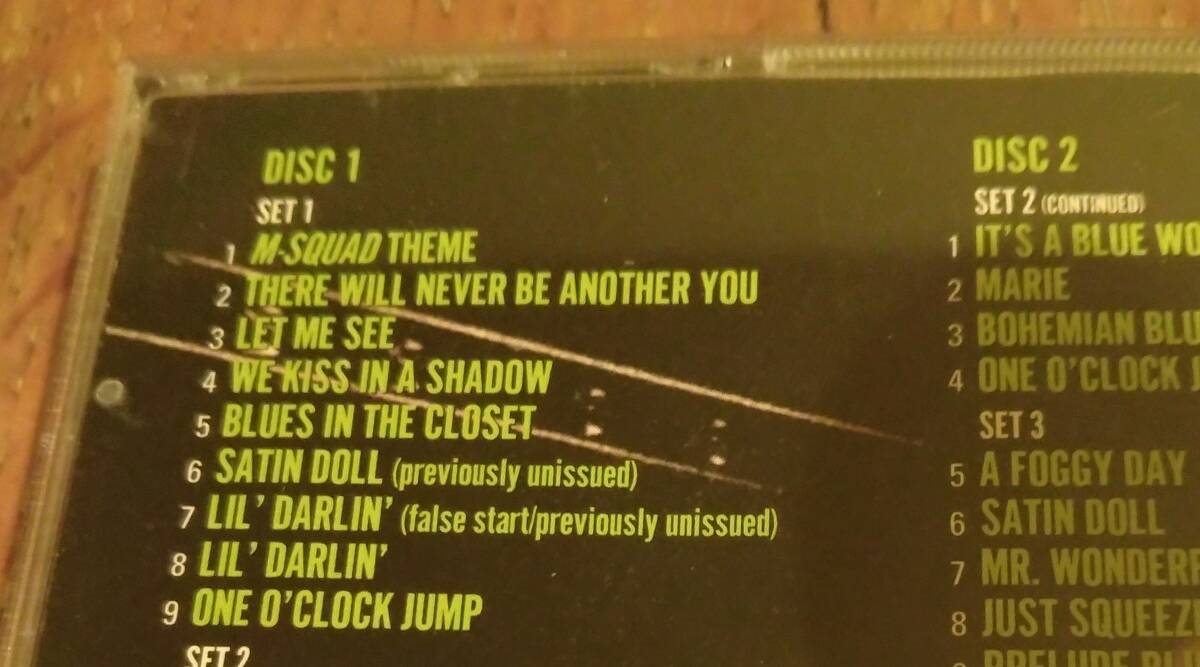 DISC 1
SET 1
1 M-SQUAD THEME
2 THERE WILL NEVER BE ANOTHER YOU
3 LET ME SEE
4 WE KISS IN A SHADOW
5 BLUES IN THE CLOSET
6 SATIN DOLL (previously unissued)
7 LIL' DARLIN' (false start/previously unissued)
8 LIL' DARLIN'
9 ONE O'CLOCK JUMP
SET 2
DISC 2
SET 2 (CONTINUED)
1 IT'S A BLUE
2 MARIE
3 BOHEMIAN
4 ONE O'CLOCK
SET 3
5 A FOGGY DAY
6 SATIN DOLL
7 MR.
8 JUST
PRELUDE